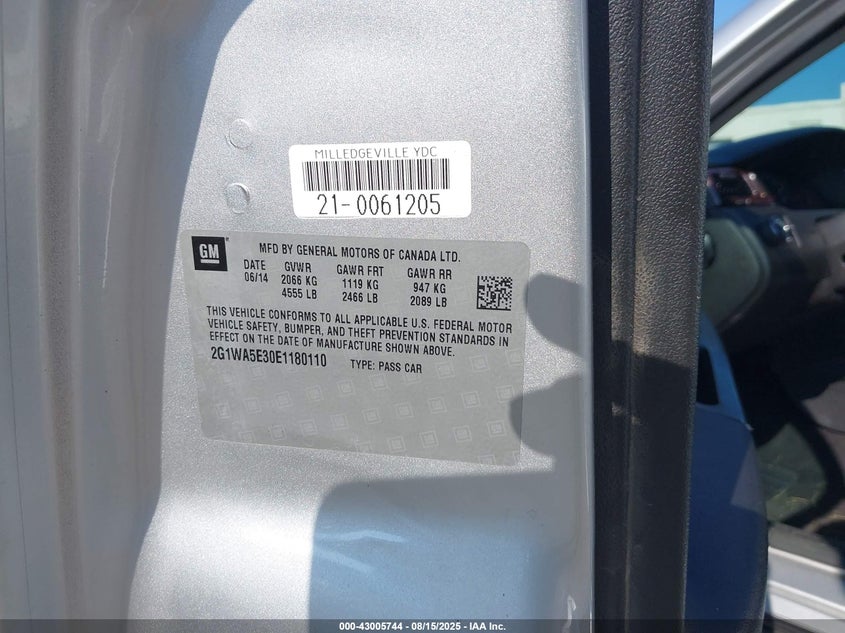 MILLEDGEVILLE YDC
21-0061205
GM
MFD BY GENERAL MOTORS OF CANADA LTD.
DATE GVWR GAWR FRT GAWR RR
06/14 2066 KG 1119 KG 947 KG
4555 LB 2466 LB 2089 LB
THIS VEHICLE CONFORMS TO ALL APPLICABLE U.S. FEDERAL MOTOR
VEHICLE SAFETY, BUMPER, AND THEFT PREVENTION STANDARDS IN
EFFECT ON THE DATE OF MANUFACTURE SHOWN ABOVE.
2G1WA5E30E1180110 TYPE: PASS CAR
000-43005744 - 08/15/2025 - IAA Inc.